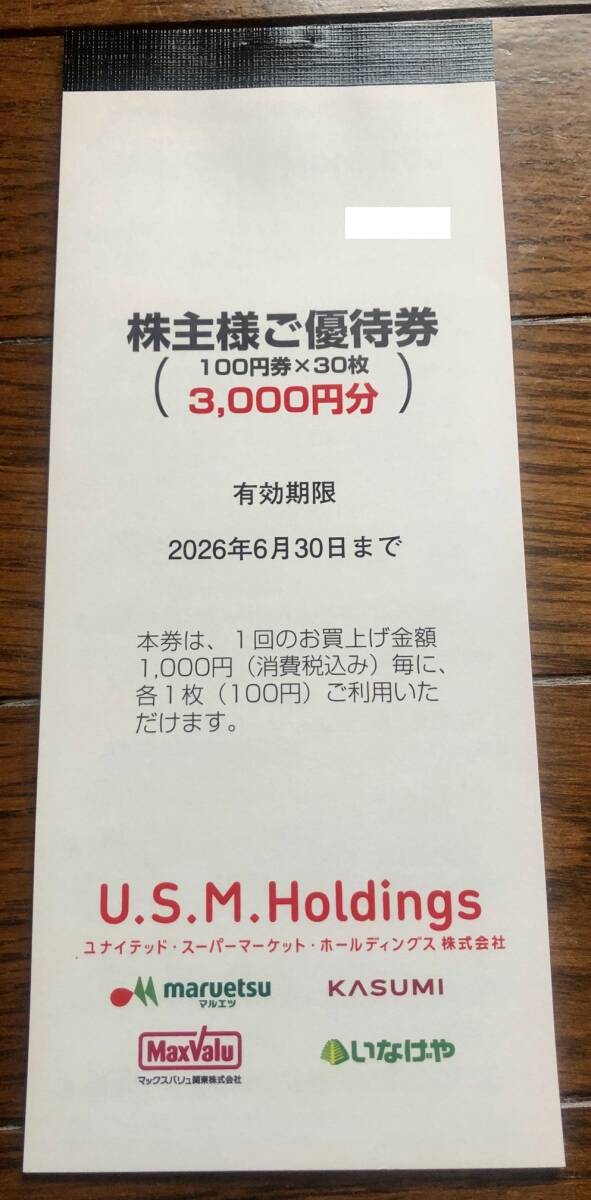 株主様ご優待券
(100円券×30枚
3,000円分)
有効期限
2026年6月30日まで
本券は、1回のお買上げ金額
1,000円(消費税込み)毎に、
各1枚(100円)ご利用いた
だけます。
U.S.M.Holdings
ユナイテッド・スーパーマーケット・ホールディングス 株式会社
maruetsu
マルエツ
KASUMI
MaxValu
マックスバリュ関東株式会社
いなげや